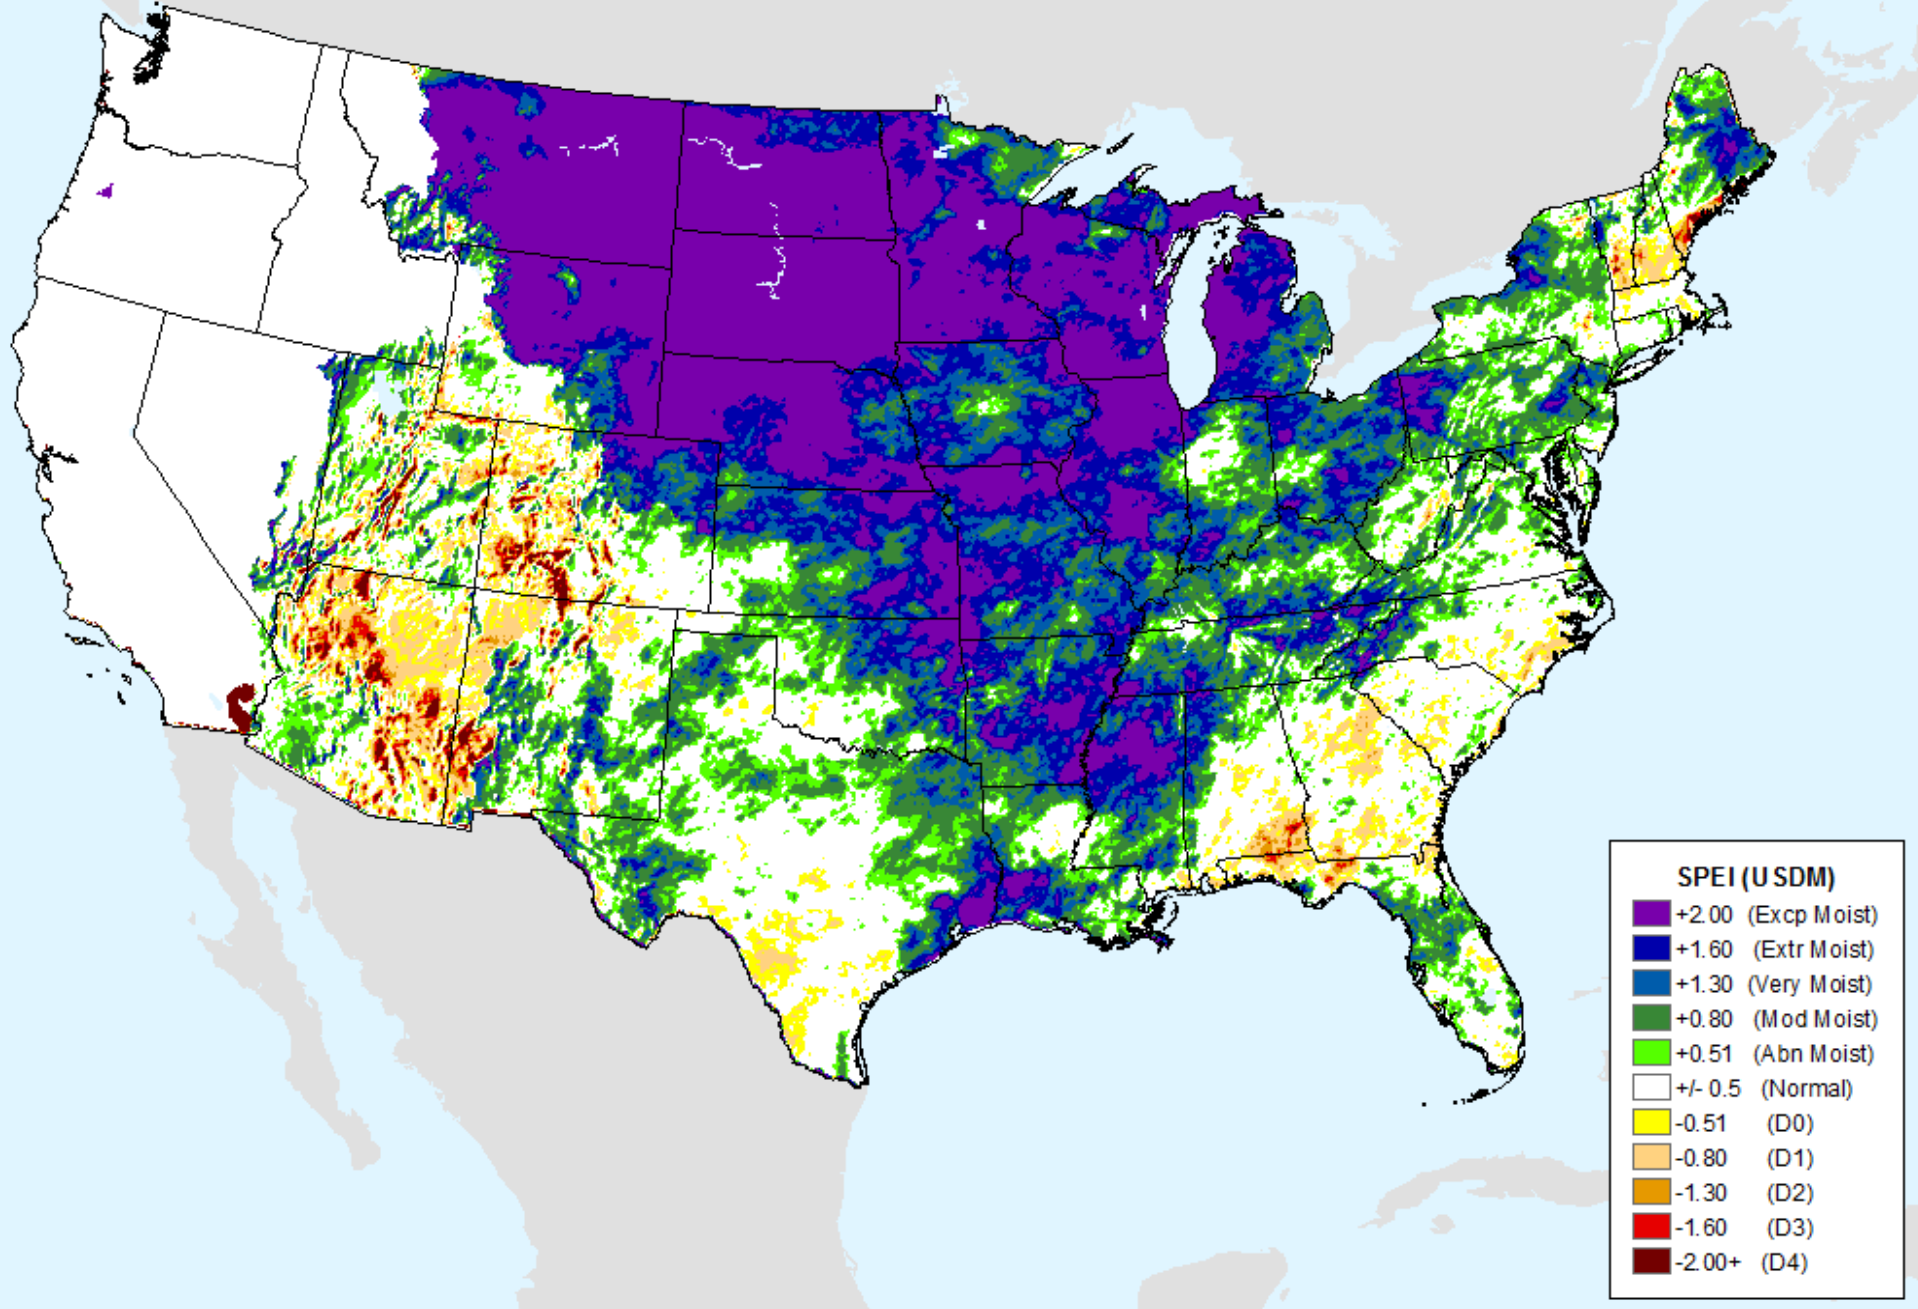 SPEI (USDM)
+2.00 (Excp Moist)
+1.60 (Extr Moist)
+1.30 (Very Moist)
+0.80 (Mod Moist)
+0.51 (Abn Moist)
+/- 0.5 (Normal)
-0.51 (D0)
-0.80 (D1)
-1.30 (D2)
-1.60 (D3)
-2.00+ (D4)